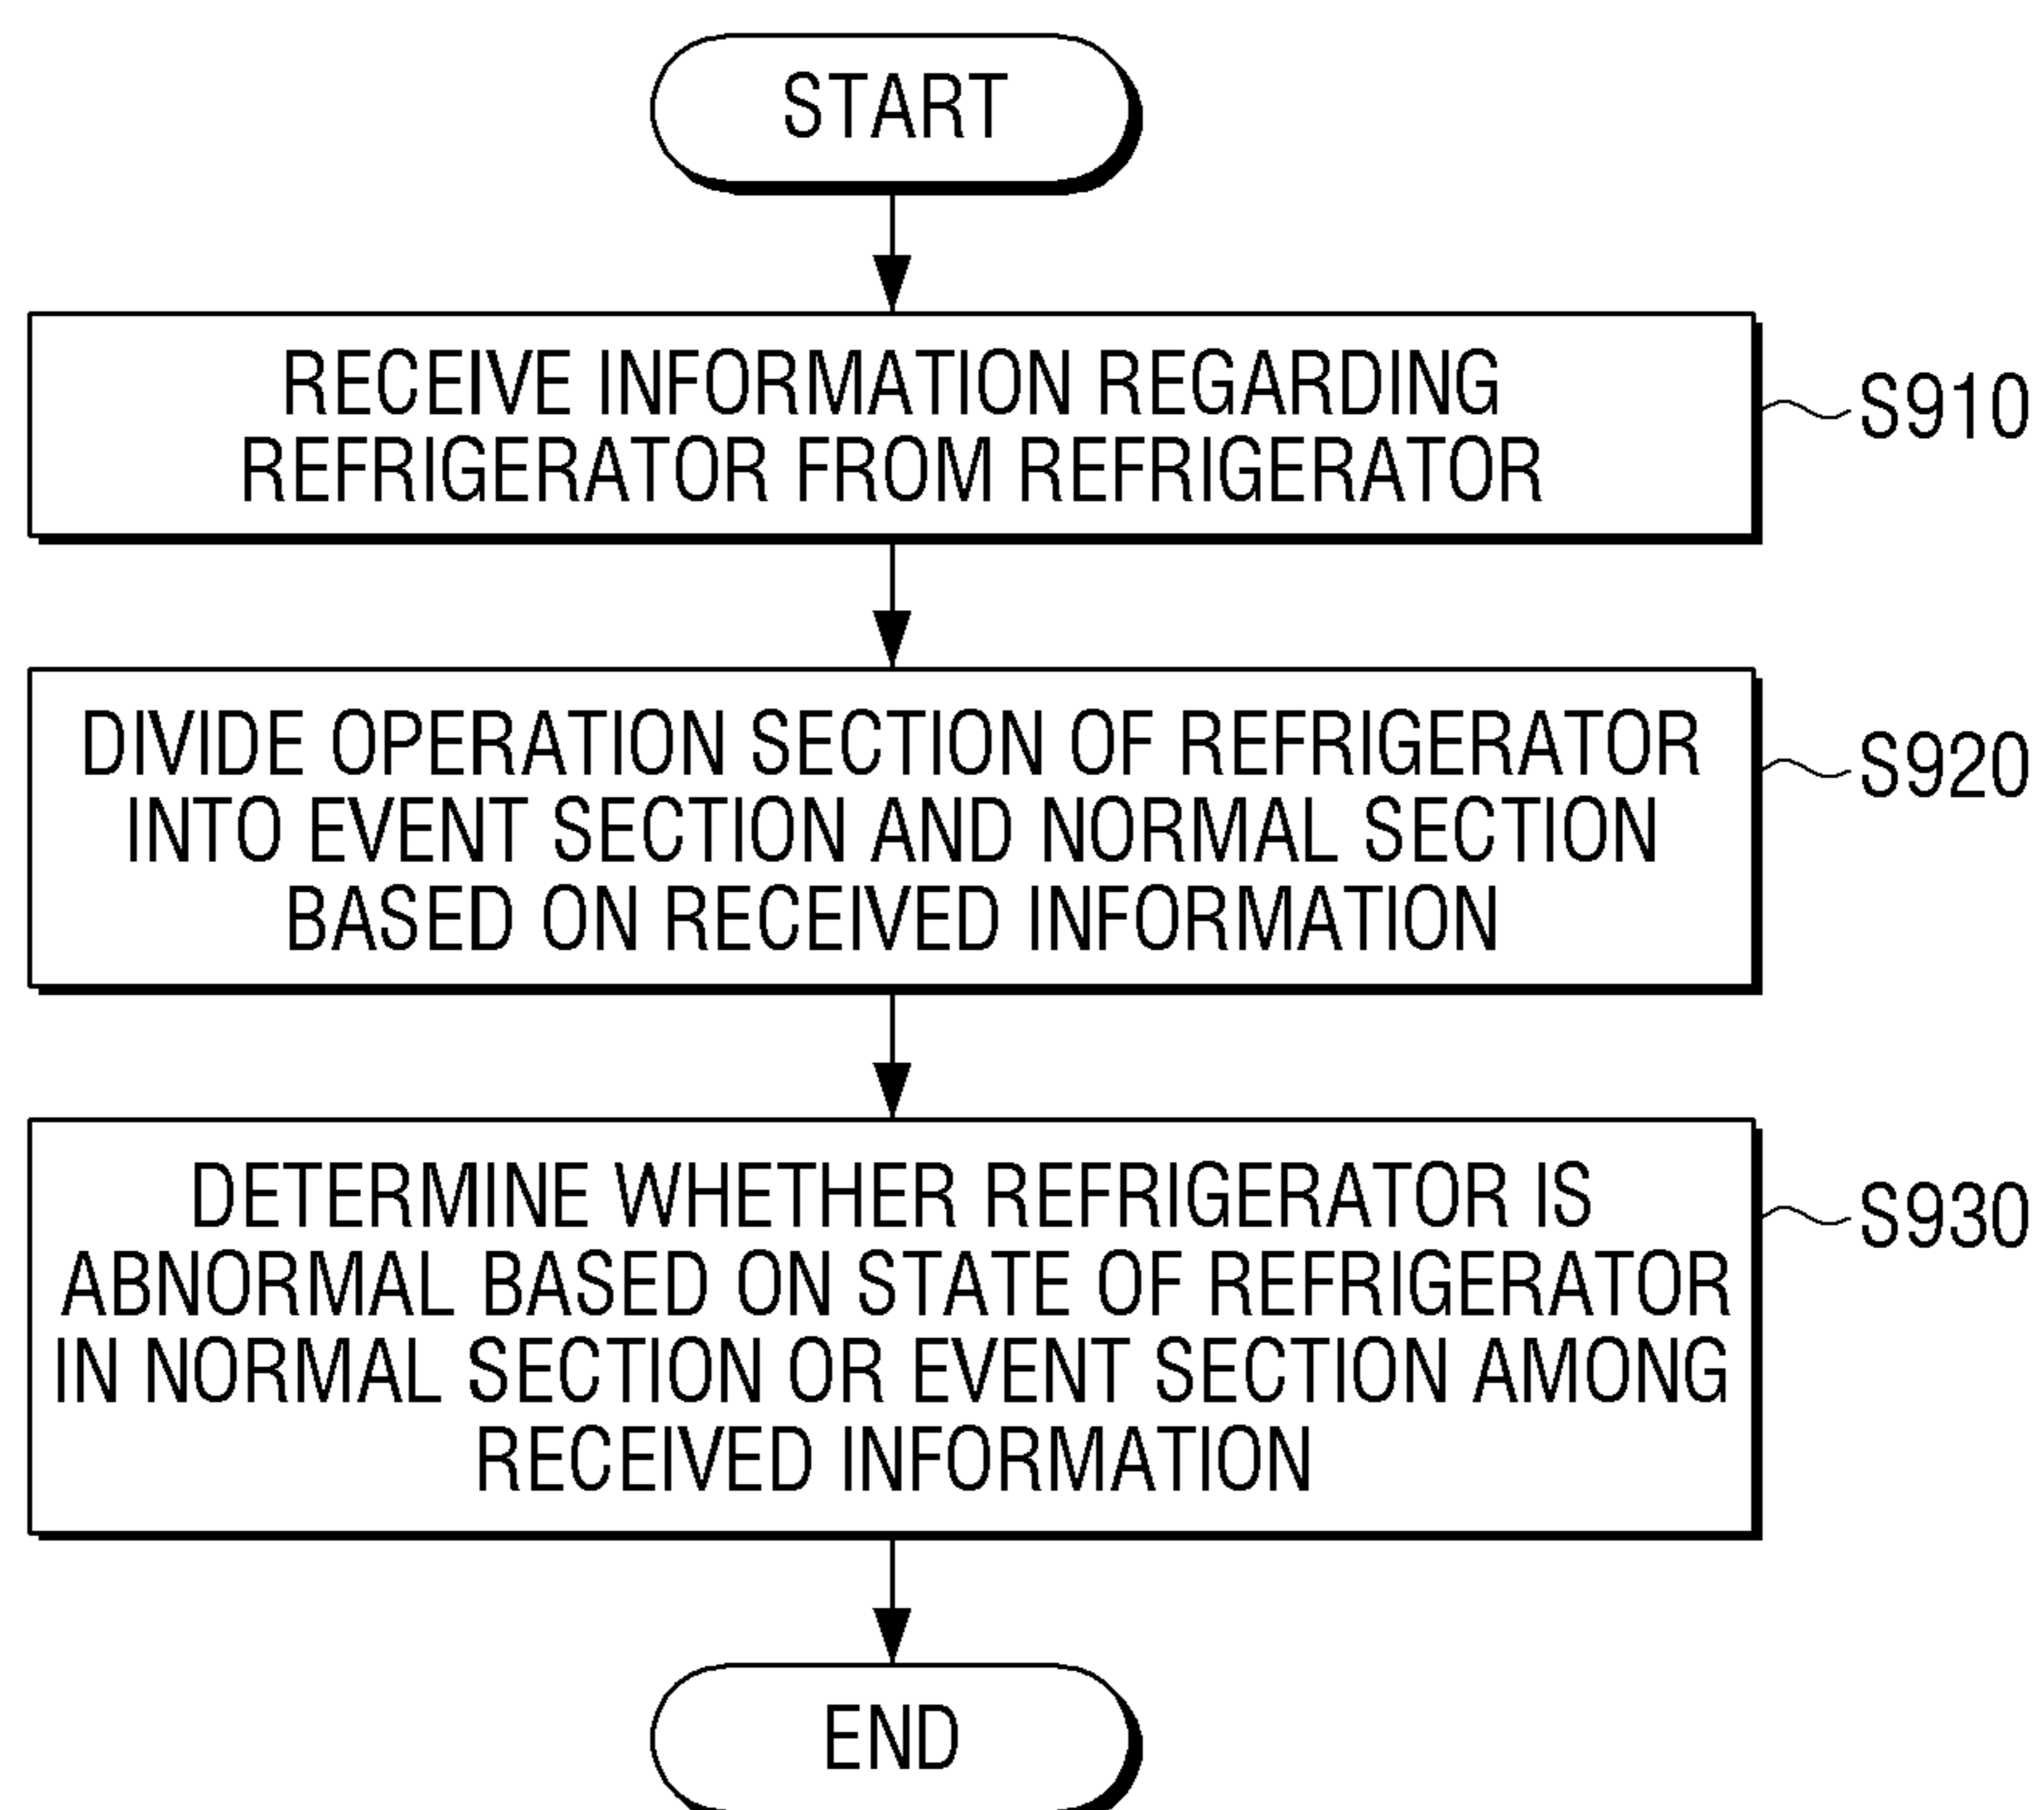 START
RECEIVE INFORMATION REGARDING
REFRIGERATOR FROM REFRIGERATOR
S910
DIVIDE OPERATION SECTION OF REFRIGERATOR
INTO EVENT SECTION AND NORMAL SECTION
BASED ON RECEIVED INFORMATION
S920
DETERMINE WHETHER REFRIGERATOR IS
ABNORMAL BASED ON STATE OF REFRIGERATOR
IN NORMAL SECTION OR EVENT SECTION AMONG
RECEIVED INFORMATION
S930
END